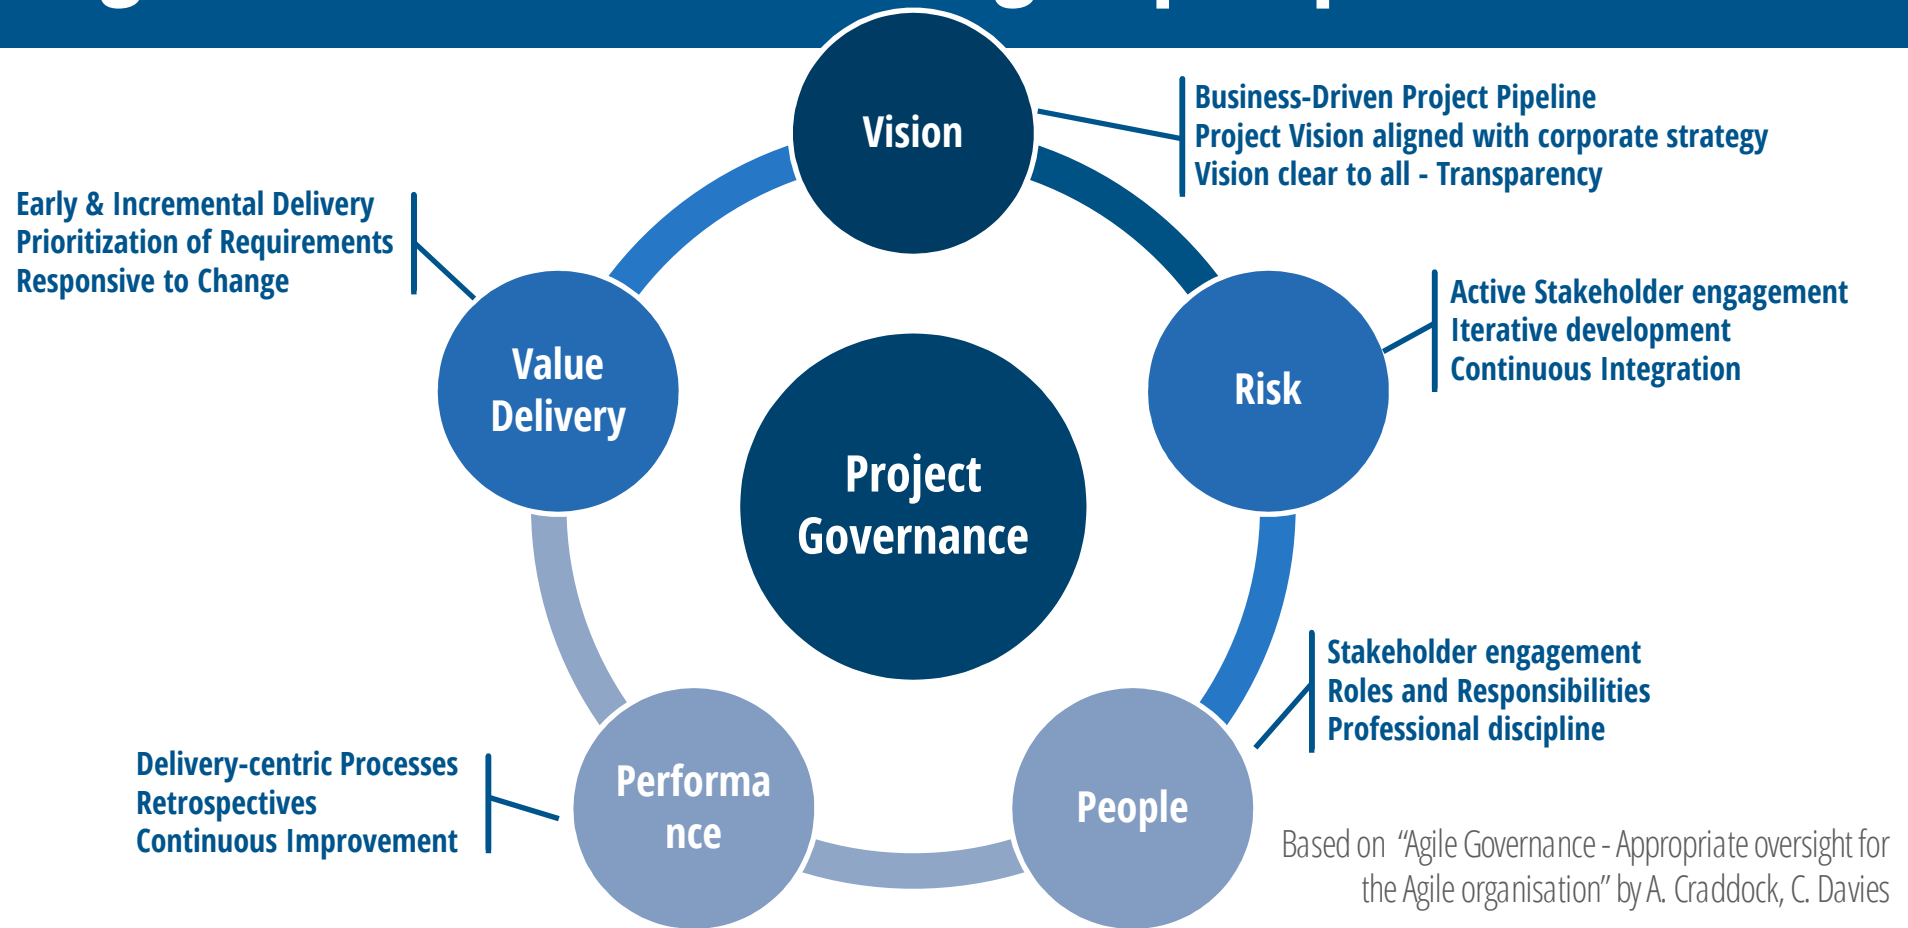 Vision
Business-Driven Project Pipeline
Project Vision aligned with corporate strategy
Vision clear to all - Transparency
Early & Incremental Delivery
Prioritization of Requirements
Responsive to Change
Value
Delivery
Risk
Active Stakeholder engagement
Iterative development
Continuous Integration
Project
Governance
Stakeholder engagement
Roles and Responsibilities
Professional discipline
Delivery-centric Processes
Retrospectives
Continuous Improvement
Performa
nce
People
Based on “Agile Governance - Appropriate oversight for
the Agile organisation” by A. Craddock, C. Davies